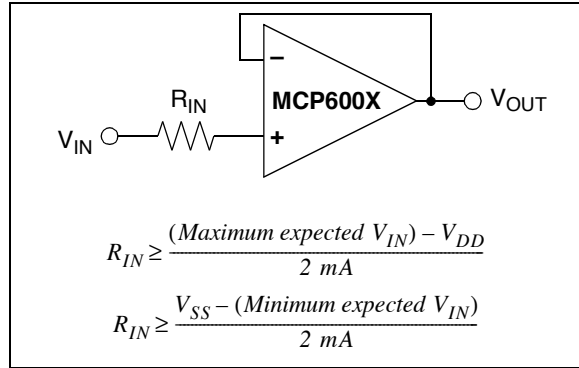 –
R_IN
MCP600X
V_OUT
V_IN
+
R_IN ≥ (Maximum expected V_IN) – V_DD
2 mA
R_IN ≥ V_SS – (Minimum expected V_IN)
2 mA